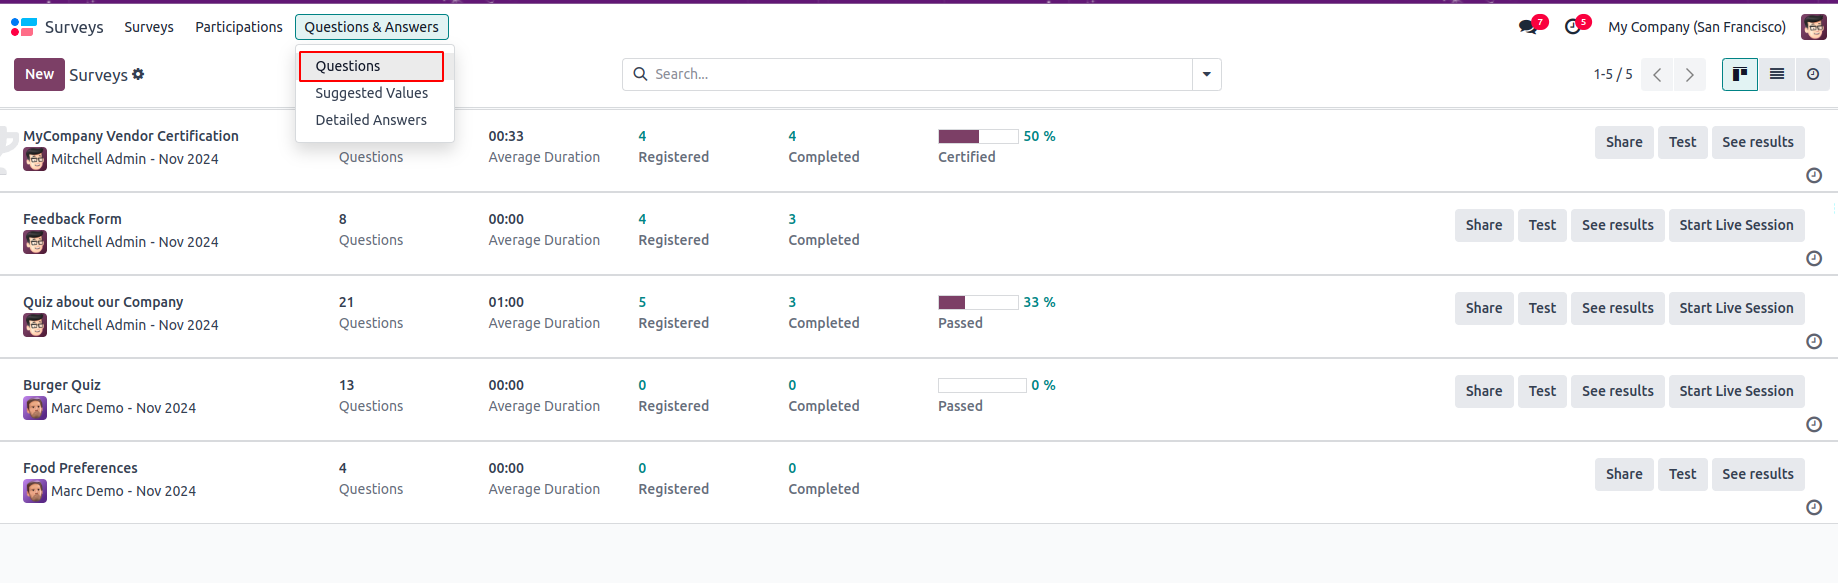 Surveys Surveys Participations Questions & Answers 7 5 My Company (San Francisco)
New Surveys Search... 1-5 / 5
Questions
Suggested Values
Detailed Answers
MyCompany Vendor Certification 00:33 4 4 50 % Share Test See results
Mitchell Admin - Nov 2024 Questions Average Duration Registered Completed Certified
Feedback Form 8 00:00 4 3 Share Test See results Start Live Session
Mitchell Admin - Nov 2024 Questions Average Duration Registered Completed
Quiz about our Company 21 01:00 5 3 33 % Share Test See results Start Live Session
Mitchell Admin - Nov 2024 Questions Average Duration Registered Completed Passed
Burger Quiz 13 00:00 0 0 0 % Share Test See results Start Live Session
Marc Demo - Nov 2024 Questions Average Duration Registered Completed Passed
Food Preferences 4 00:00 0 0 Share Test See results
Marc Demo - Nov 2024 Questions Average Duration Registered Completed